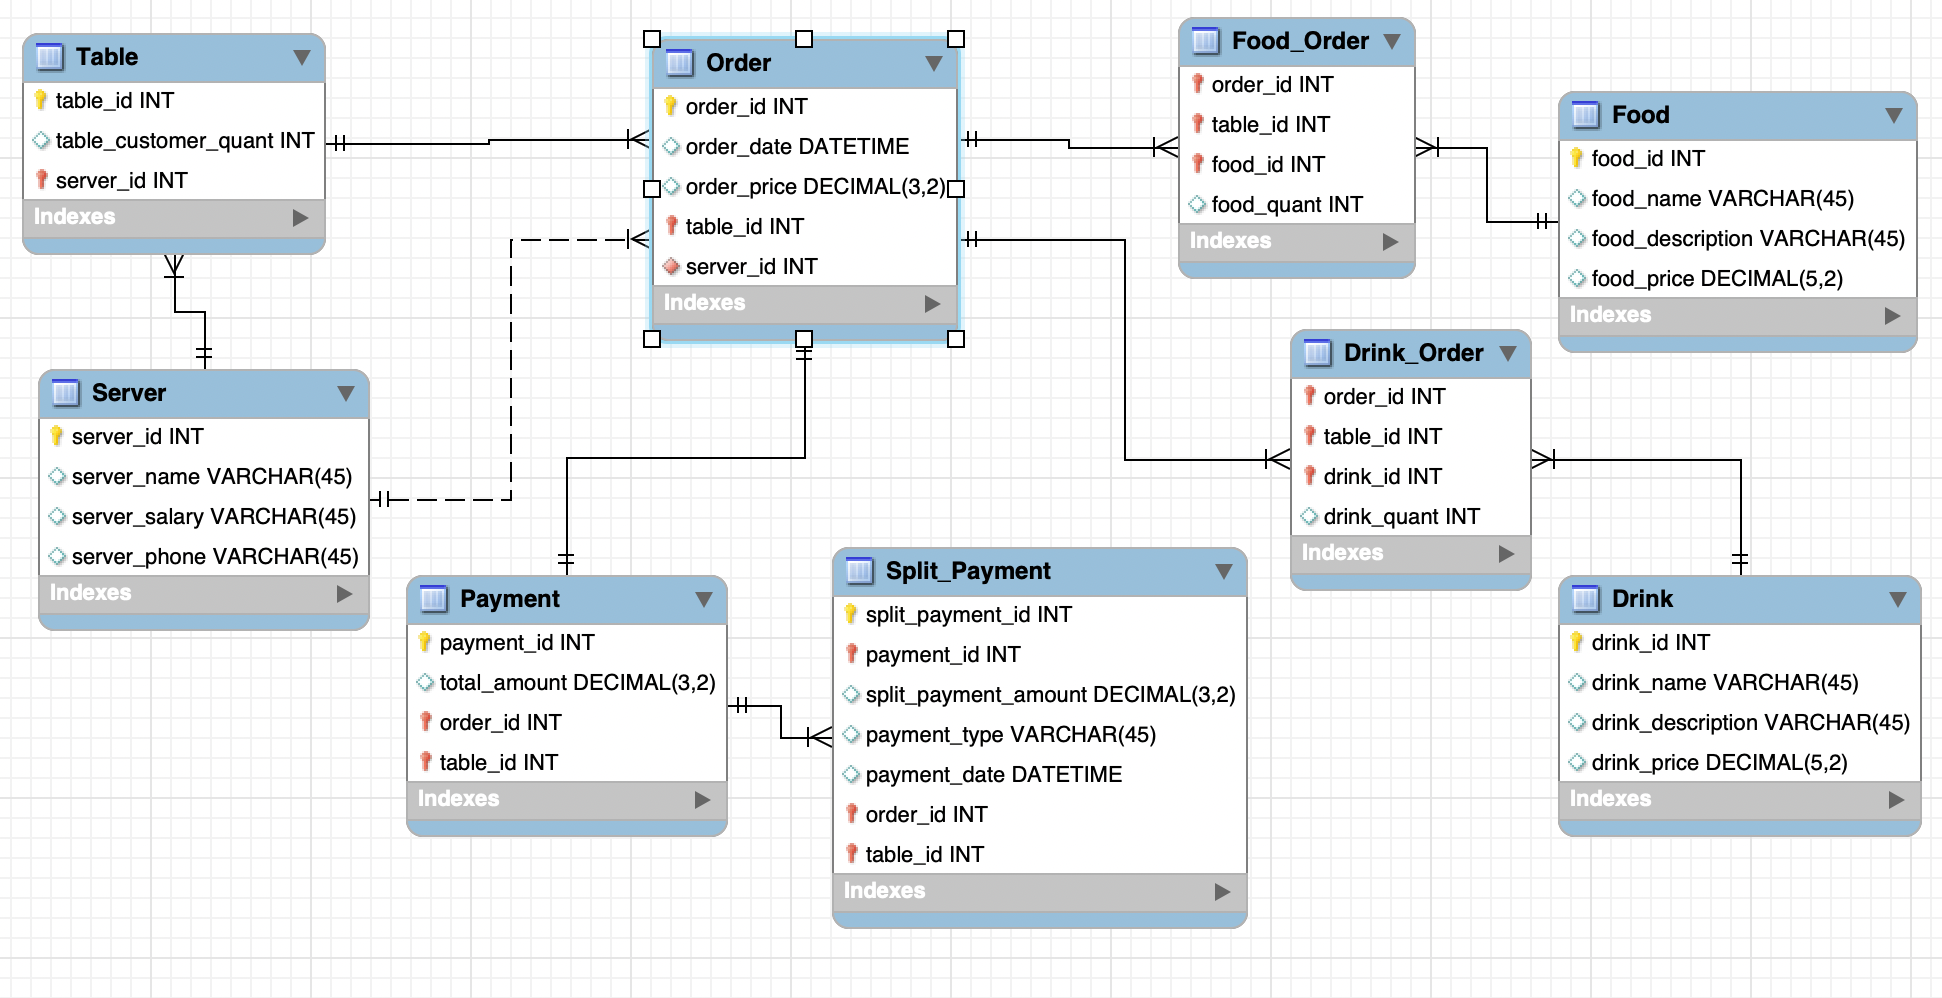 Table
table_id INT
table_customer_quant INT
server_id INT
Indexes
Order
order_id INT
order_date DATETIME
order_price DECIMAL(3,2)
table_id INT
server_id INT
Indexes
Food_Order
order_id INT
table_id INT
food_id INT
food_quant INT
Indexes
Food
food_id INT
food_name VARCHAR(45)
food_description VARCHAR(45)
food_price DECIMAL(5,2)
Indexes
Server
server_id INT
server_name VARCHAR(45)
server_salary VARCHAR(45)
server_phone VARCHAR(45)
Indexes
Drink_Order
order_id INT
table_id INT
drink_id INT
drink_quant INT
Indexes
Payment
payment_id INT
total_amount DECIMAL(3,2)
order_id INT
table_id INT
Indexes
Split_Payment
split_payment_id INT
payment_id INT
split_payment_amount DECIMAL(3,2)
payment_type VARCHAR(45)
payment_date DATETIME
order_id INT
table_id INT
Indexes
Drink
drink_id INT
drink_name VARCHAR(45)
drink_description VARCHAR(45)
drink_price DECIMAL(5,2)
Indexes